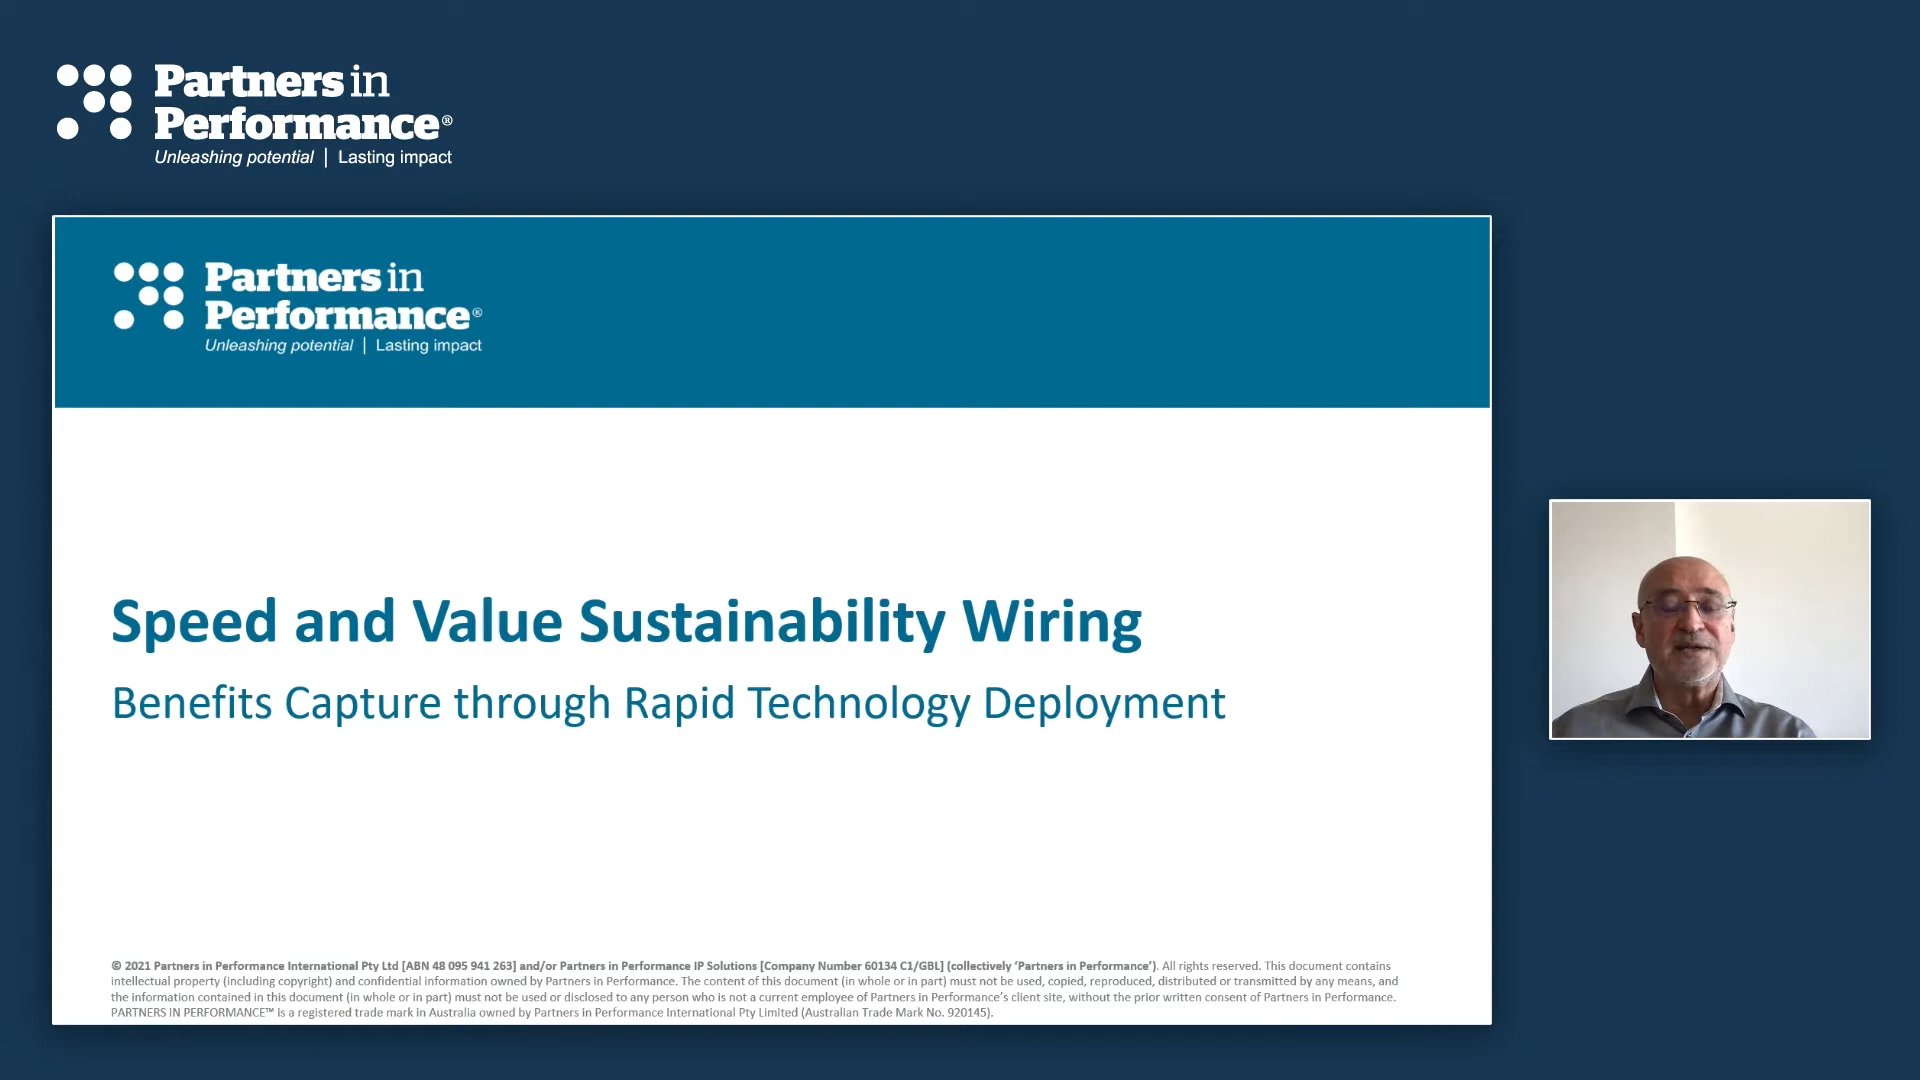 Partners in
Performance®
Unleashing potential | Lasting impact
Partners in
Performance®
Unleashing potential | Lasting impact
Speed and Value Sustainability Wiring
Benefits Capture through Rapid Technology Deployment
© 2021 Partners in Performance International Pty Ltd [ABN 48 095 941 263] and/or Partners in Performance IP Solutions [Company Number 60134 C1/GBL] (collectively ‘Partners in Performance’). All rights reserved. This document contains
intellectual property (including copyright) and confidential information owned by Partners in Performance. The content of this document (in whole or in part) must not be used, copied, reproduced, distributed or transmitted by any means, and
the information contained in this document (in whole or in part) must not be used or disclosed to any person who is not a current employee of Partners in Performance’s client site, without the prior written consent of Partners in Performance.
PARTNERS IN PERFORMANCE™ is a registered trade mark in Australia owned by Partners in Performance International Pty Limited (Australian Trade Mark No. 920145).